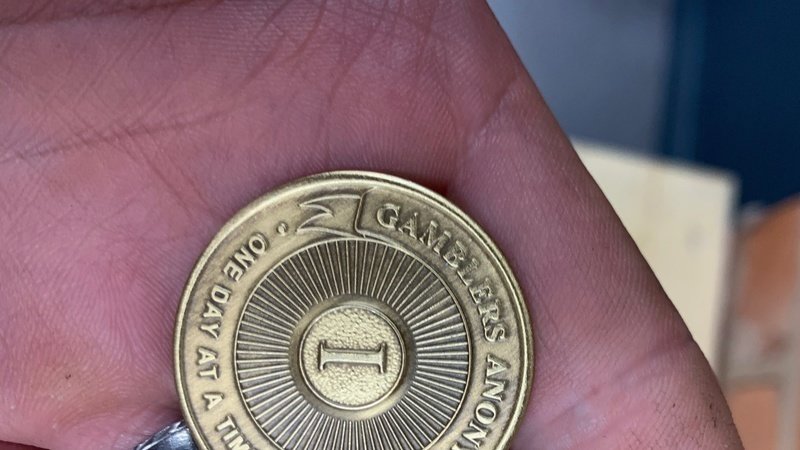 GAMBLERS
I
ONE DAY AT A